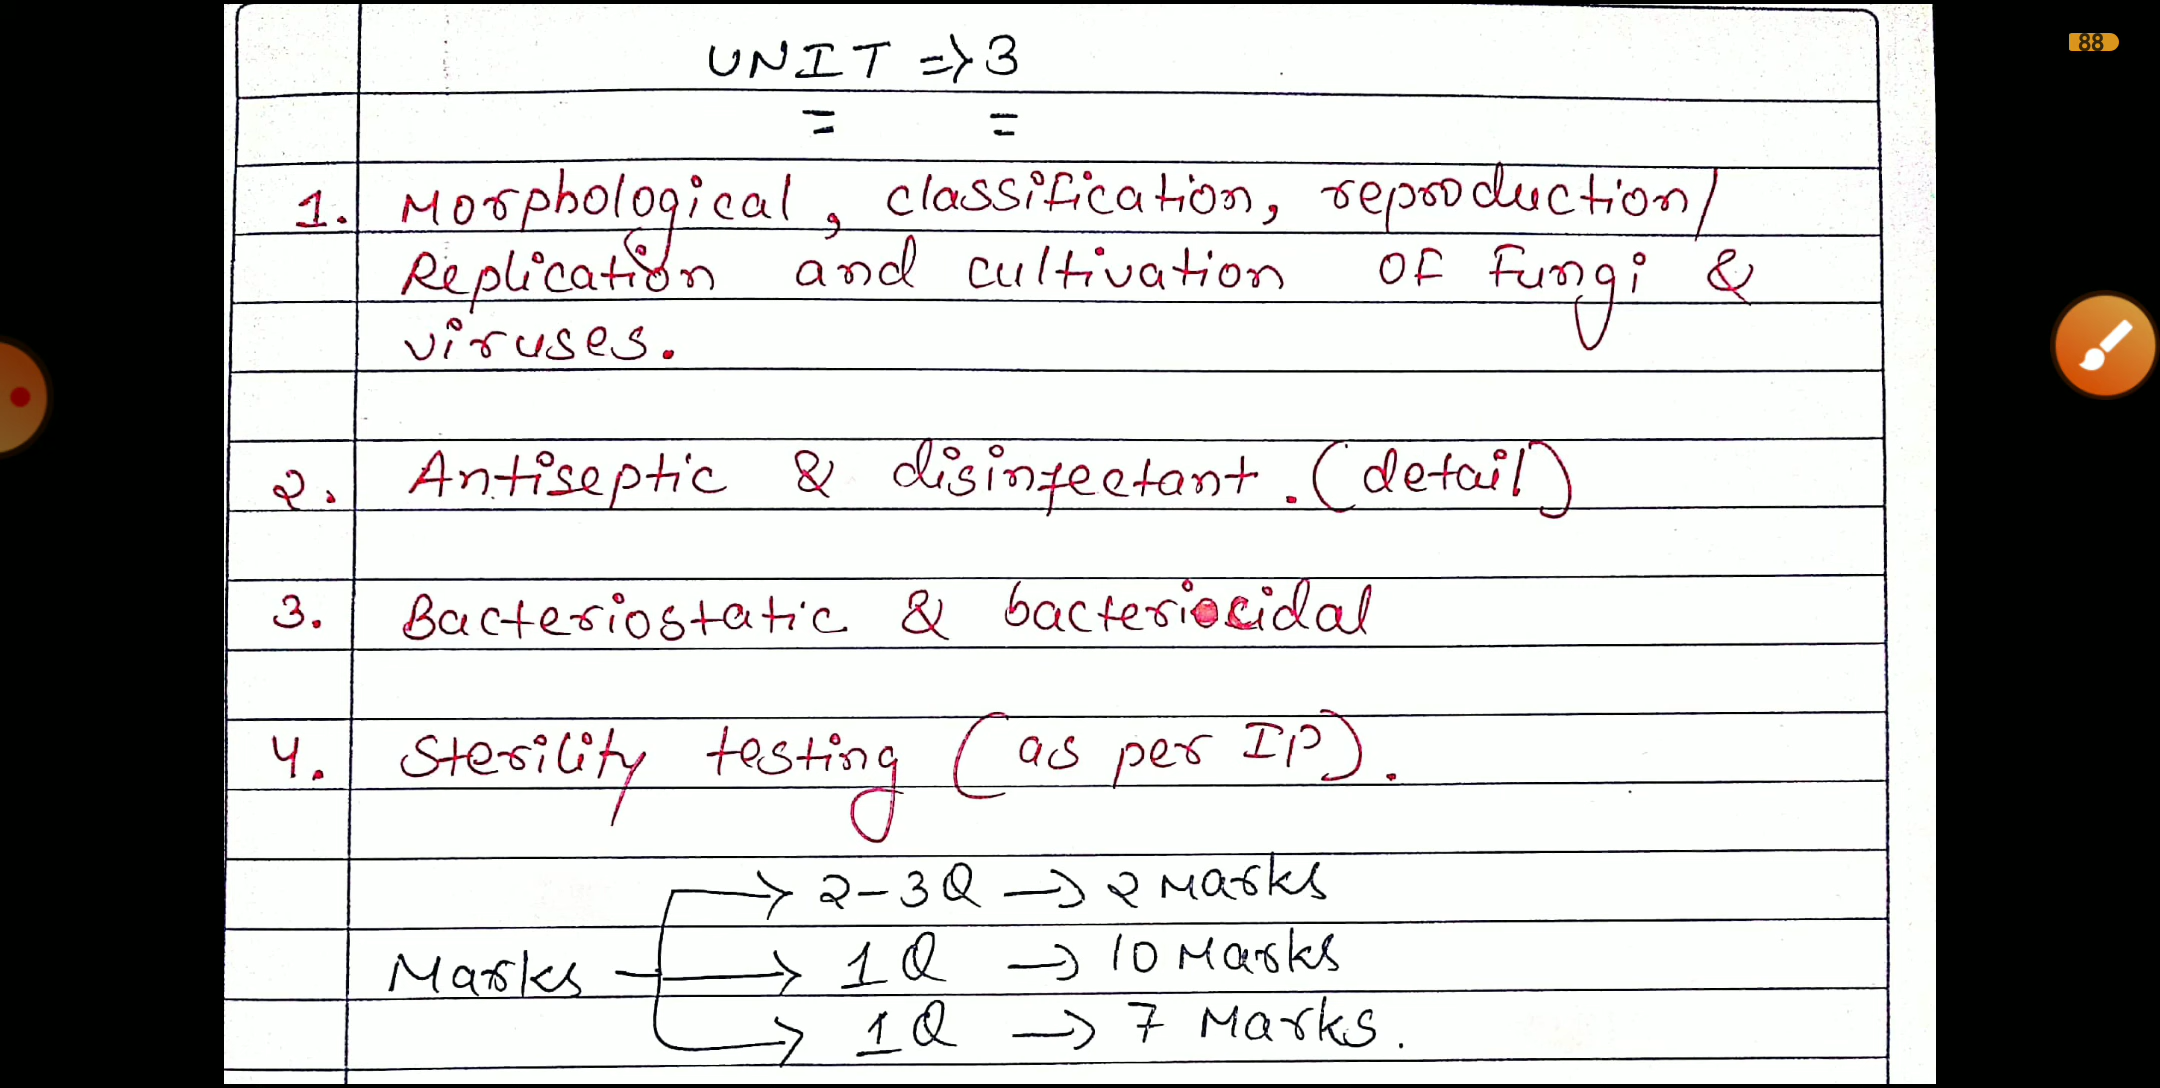 88
UNIT => 3
1. Morphological, classification, reproduction/
Replication and cultivation of Fungi &
viruses.
2. Antiseptic & disinfectant. (detail)
3. Bacteriostatic & bacteriocidal
4. Sterility testing (as per IP).
→ 2-3Q → 2 Marks
Marks → 1Q → 10 Marks
→ 1Q → 7 Marks.